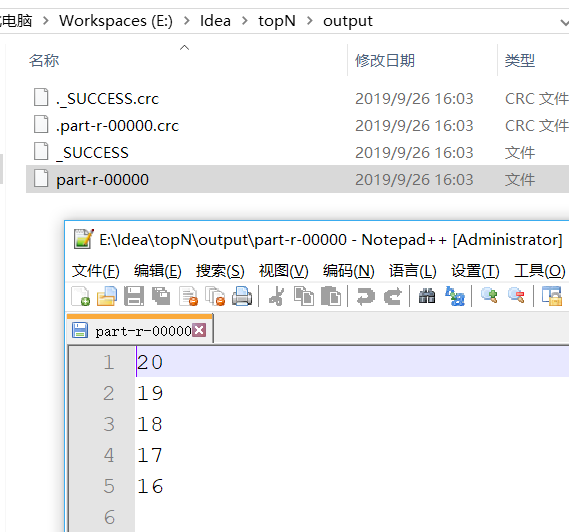 电脑 > Workspaces (E:) > Idea > topN > output
名称 修改日期 类型
._SUCCESS.crc 2019/9/26 16:03 CRC 文件
.part-r-00000.crc 2019/9/26 16:03 CRC 文件
_SUCCESS 2019/9/26 16:03 文件
part-r-00000 2019/9/26 16:03 文件
E:\Idea\topN\output\part-r-00000 - Notepad++ [Administrator]
文件(F) 编辑(E) 搜索(S) 视图(V) 编码(N) 语言(L) 设置(T) 工具(O)
part-r-00000
1 20
2 19
3 18
4 17
5 16
6